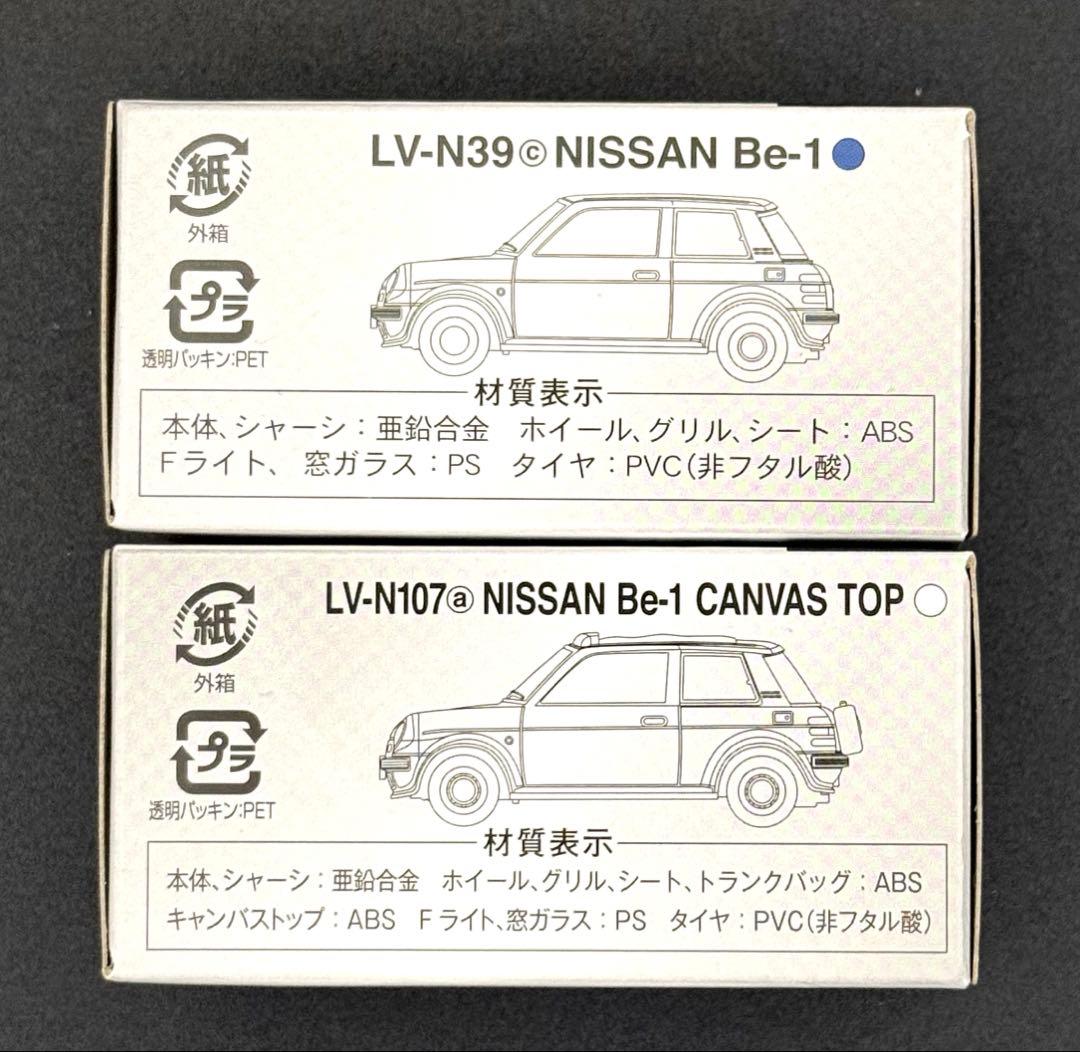 LV-N39ⓒNISSAN Be-1
紙
外箱
プラ
透明パッキン:PET
材質表示
本体、シャーシ：亜鉛合金　ホイール、グリル、シート：ABS
Fライト、 窓ガラス：PS　タイヤ：PVC(非フタル酸)
LV-N107ⓐ NISSAN Be-1 CANVAS TOP
紙
外箱
プラ
透明パッキン:PET
材質表示
本体、シャーシ：亜鉛合金　ホイール、グリル、シート、トランクバッグ：ABS
キャンバストップ：ABS　Fライト、窓ガラス：PS　タイヤ：PVC(非フタル酸)